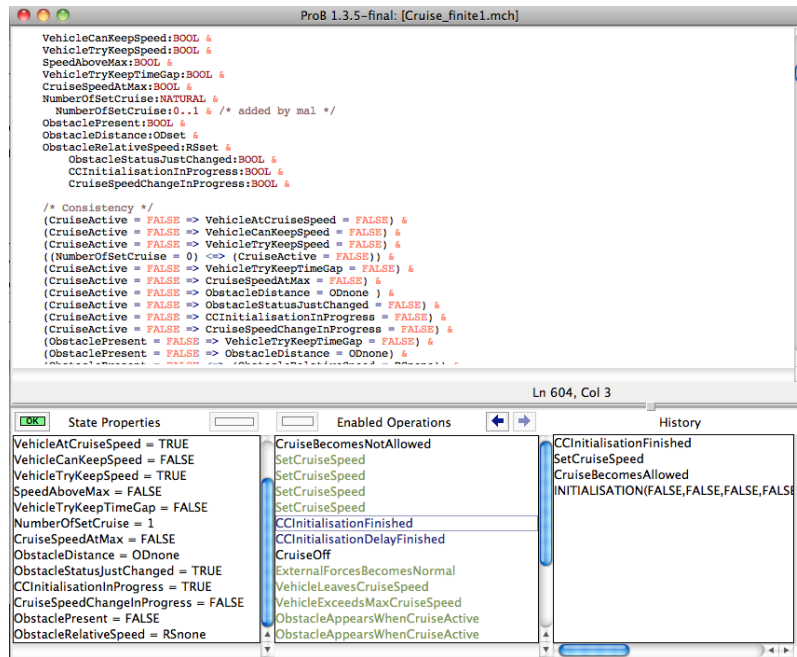 ProB 1.3.5-final: [Cruise_finite1.mch]
VehicleCanKeepSpeed:BOOL &
VehicleTryKeepSpeed:BOOL &
SpeedAboveMax:BOOL &
VehicleTryKeepTimeGap:BOOL &
CruiseSpeedAtMax:BOOL &
NumberOfSetCruise:NATURAL &
NumberOfSetCruise:0..1 & /* added by mal */
ObstaclePresent:BOOL &
ObstacleDistance:ODset &
ObstacleRelativeSpeed:RSset &
ObstacleStatusJustChanged:BOOL &
CCInitialisationInProgress:BOOL &
CruiseSpeedChangeInProgress:BOOL &
/* Consistency */
(CruiseActive = FALSE => VehicleAtCruiseSpeed = FALSE) &
(CruiseActive = FALSE => VehicleCanKeepSpeed = FALSE) &
(CruiseActive = FALSE => VehicleTryKeepSpeed = FALSE) &
((NumberOfSetCruise = 0) <=> (CruiseActive = FALSE)) &
(CruiseActive = FALSE => VehicleTryKeepTimeGap = FALSE) &
(CruiseActive = FALSE => CruiseSpeedAtMax = FALSE) &
(CruiseActive = FALSE => ObstacleDistance = ODnone ) &
(CruiseActive = FALSE => ObstacleStatusJustChanged = FALSE) &
(CruiseActive = FALSE => CCInitialisationInProgress = FALSE) &
(CruiseActive = FALSE => CruiseSpeedChangeInProgress = FALSE) &
(ObstaclePresent = FALSE => VehicleTryKeepTimeGap = FALSE) &
(ObstaclePresent = FALSE => ObstacleDistance = ODnone) &
(ObstaclePresent = FALSE <=> (ObstacleRelativeSpeed = RSnone)) &
Ln 604, Col 3
OK State Properties
VehicleAtCruiseSpeed = TRUE
VehicleCanKeepSpeed = FALSE
VehicleTryKeepSpeed = TRUE
SpeedAboveMax = FALSE
VehicleTryKeepTimeGap = FALSE
NumberOfSetCruise = 1
CruiseSpeedAtMax = FALSE
ObstacleDistance = ODnone
ObstacleStatusJustChanged = TRUE
CCInitialisationInProgress = TRUE
CruiseSpeedChangeInProgress = FALSE
ObstaclePresent = FALSE
ObstacleRelativeSpeed = RSnone
Enabled Operations
CruiseBecomesNotAllowed
SetCruiseSpeed
SetCruiseSpeed
SetCruiseSpeed
SetCruiseSpeed
CCInitialisationFinished
CCInitialisationDelayFinished
CruiseOff
ExternalForcesBecomesNormal
VehicleLeavesCruiseSpeed
VehicleExceedsMaxCruiseSpeed
ObstacleAppearsWhenCruiseActive
ObstacleAppearsWhenCruiseActive
History
CCInitialisationFinished
SetCruiseSpeed
CruiseBecomesAllowed
INITIALISATION(FALSE,FALSE,FALSE,FALSE